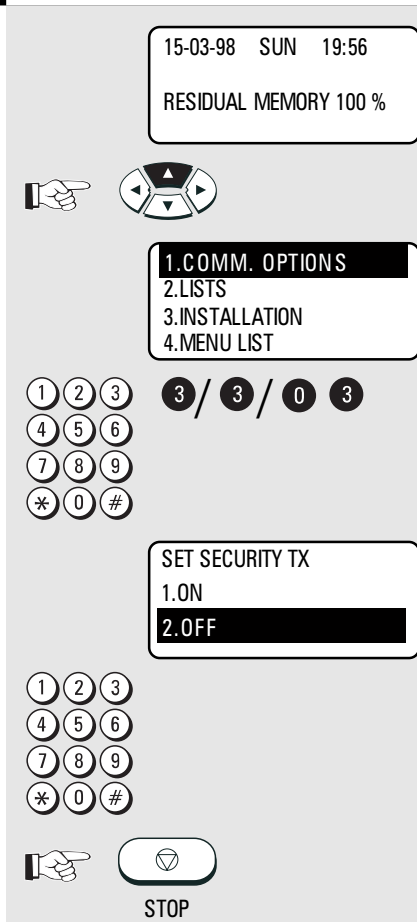 15-03-98 SUN 19:56
RESIDUAL MEMORY 100 %
1.COMM. OPTIONS
2.LISTS
3.INSTALLATION
4.MENU LIST
1 2 3 3 / 3 / 0 3
4 5 6
7 8 9
* 0 #
SET SECURITY TX
1.ON
2.OFF
1 2 3
4 5 6
7 8 9
* 0 #
STOP